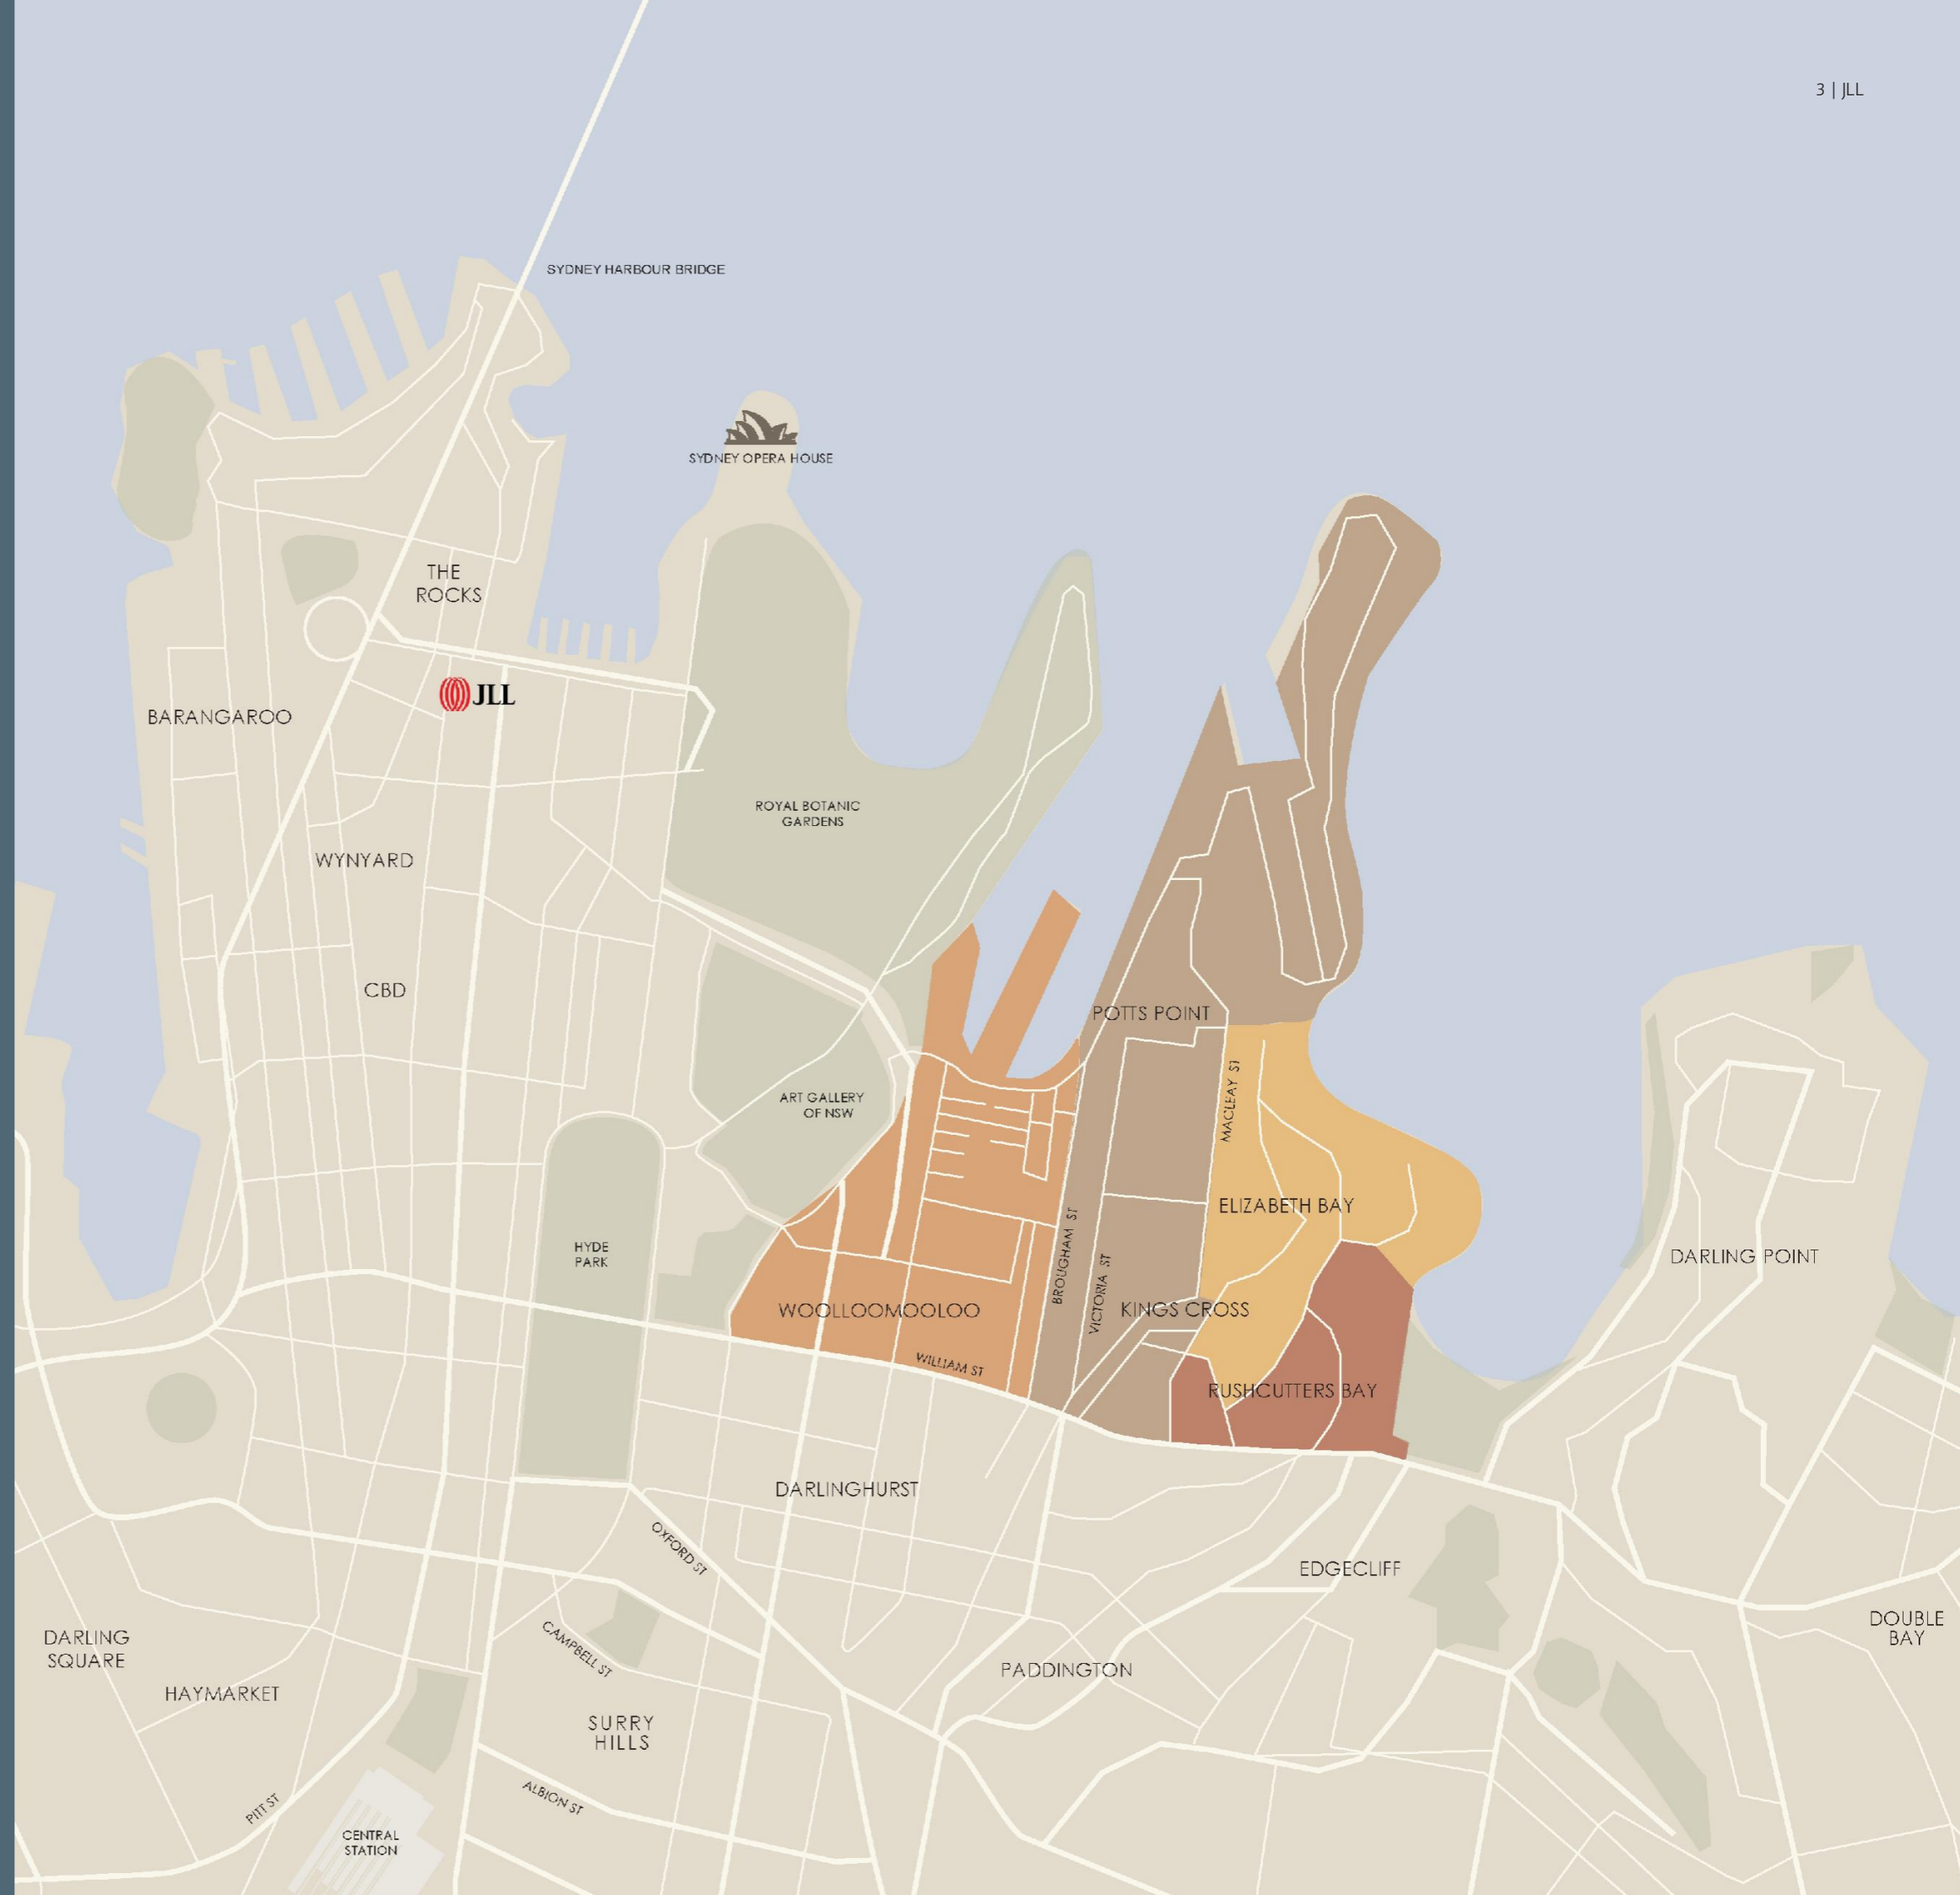 3 | JLL
SYDNEY HARBOUR BRIDGE
SYDNEY OPERA HOUSE
THE
ROCKS
JLL
BARANGAROO
ROYAL BOTANIC
GARDENS
WYNYARD
CBD
POTTS POINT
MACLEAY ST
ART GALLERY
OF NSW
ELIZABETH BAY
HYDE
PARK
BROUGHAM ST
VICTORIA ST
DARLING POINT
WOOLLOOMOOLOO
KINGS CROSS
WILLIAM ST
RUSHCUTTERS BAY
DARLINGHURST
OXFORD ST
EDGECLIFF
DARLING
SQUARE
CAMPBELL ST
DOUBLE
BAY
PADDINGTON
HAYMARKET
SURRY
HILLS
PITT ST
ALBION ST
CENTRAL
STATION